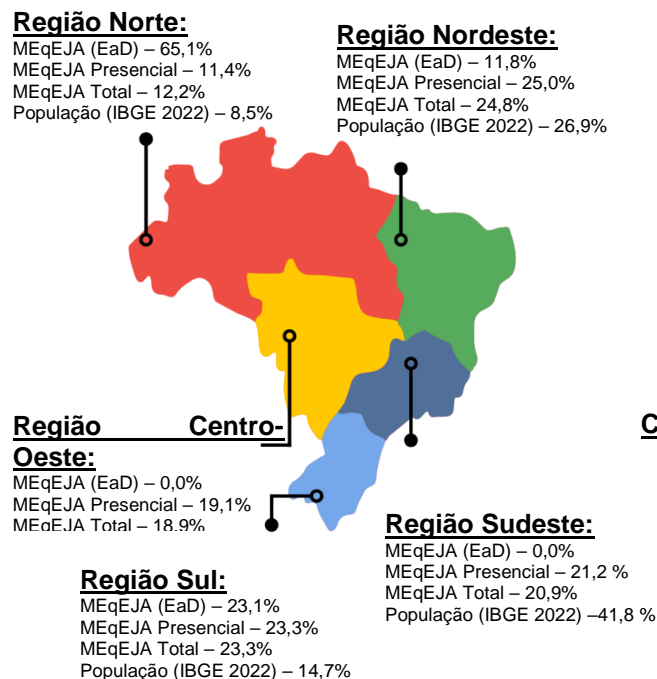 Região Norte:
MEqEJA (EaD) – 65,1%
MEqEJA Presencial – 11,4%
MEqEJA Total – 12,2%
População (IBGE 2022) – 8,5%
Região Nordeste:
MEqEJA (EaD) – 11,8%
MEqEJA Presencial – 25,0%
MEqEJA Total – 24,8%
População (IBGE 2022) – 26,9%
Região Centro-
Oeste:
MEqEJA (EaD) – 0,0%
MEqEJA Presencial – 19,1%
MEqEJA Total – 18,9%
C
Região Sudeste:
MEqEJA (EaD) – 0,0%
MEqEJA Presencial – 21,2 %
MEqEJA Total – 20,9%
População (IBGE 2022) –41,8 %
Região Sul:
MEqEJA (EaD) – 23,1%
MEqEJA Presencial – 23,3%
MEqEJA Total – 23,3%
População (IBGE 2022) – 14,7%